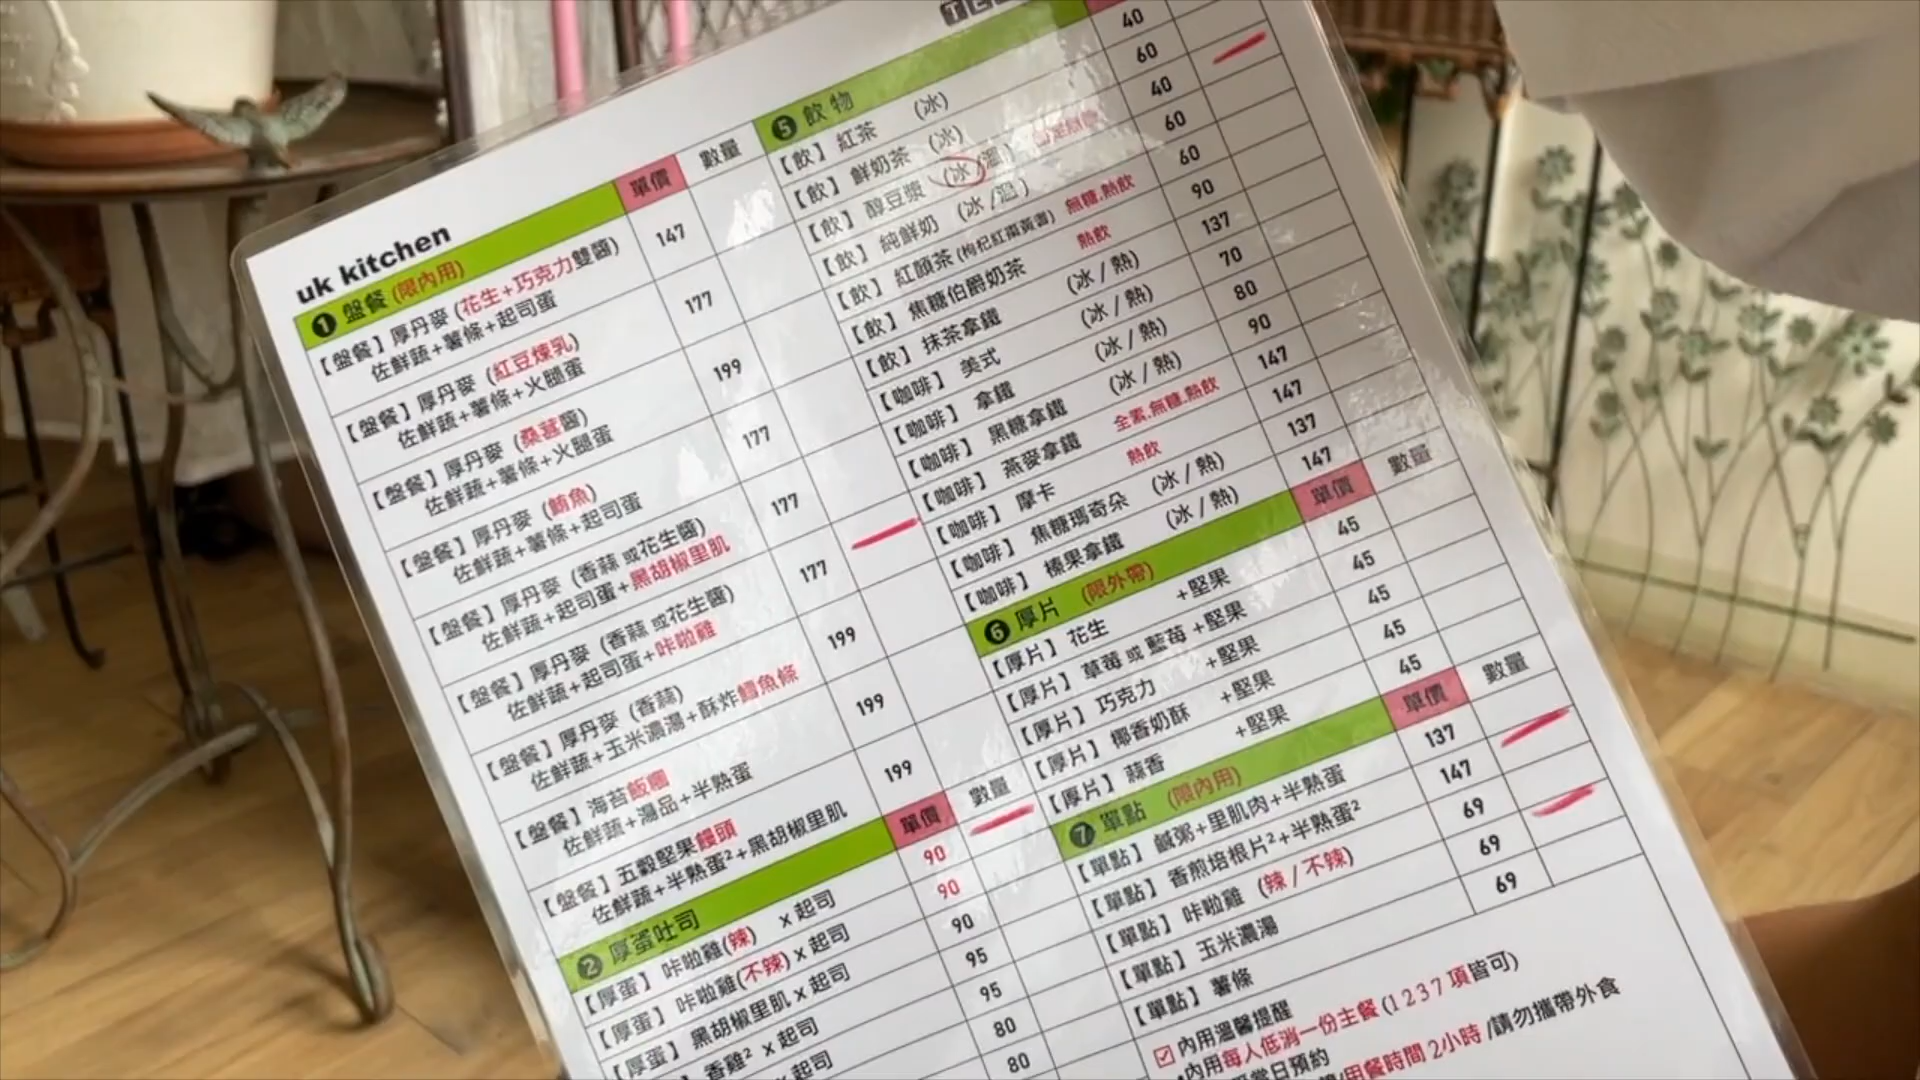 uk kitchen
❶ 盤餐 (限內用) 單價 數量
【盤餐】厚丹麥 (花生+巧克力雙醬) 147
佐鮮蔬+薯條+起司蛋
【盤餐】厚丹麥 (紅豆煉乳) 177
佐鮮蔬+薯條+火腿蛋
【盤餐】厚丹麥 (桑葚醬) 199
佐鮮蔬+薯條+火腿蛋
【盤餐】厚丹麥 (鮪魚) 177
佐鮮蔬+薯條+起司蛋
【盤餐】厚丹麥 (香蒜 或花生醬) 177
佐鮮蔬+起司蛋+黑胡椒里肌
【盤餐】厚丹麥 (香蒜 或花生醬) 177
佐鮮蔬+起司蛋+咔啦雞
【盤餐】厚丹麥 (香蒜) 199
佐鮮蔬+玉米濃湯+酥炸鱈魚條
【盤餐】海苔飯糰 199
佐鮮蔬+湯品+半熟蛋
【盤餐】五穀堅果饅頭 199
佐鮮蔬+半熟蛋²+黑胡椒里肌
❷ 厚蛋吐司 單價 數量
【厚蛋】咔啦雞(辣) x 起司 90
【厚蛋】咔啦雞(不辣) x 起司 90
【厚蛋】黑胡椒里肌 x 起司 90
香雞² x 起司 95
x 起司 95
80
80
❺ 飲物
【飲】紅茶 (冰) 40
【飲】鮮奶茶 (冰) 60
【飲】醇豆漿 (冰/溫) 40
【飲】純鮮奶 (冰/溫) 60
【飲】紅顏茶 (枸杞紅棗黃耆) 無糖.熱飲 60
【飲】焦糖伯爵奶茶 熱飲 90
【飲】抹茶拿鐵 (冰 / 熱) 137
【咖啡】美式 (冰 / 熱) 70
【咖啡】拿鐵 (冰 / 熱) 80
【咖啡】黑糖拿鐵 (冰 / 熱) 90
【咖啡】燕麥拿鐵 全素.無糖.熱飲 147
【咖啡】摩卡 熱飲 147
【咖啡】焦糖瑪奇朵 (冰 / 熱) 137
【咖啡】榛果拿鐵 (冰 / 熱) 147
❻ 厚片 (限外帶) 單價 數量
【厚片】花生 +堅果 45
【厚片】草莓 或 藍莓 +堅果 45
【厚片】巧克力 +堅果 45
【厚片】椰香奶酥 +堅果 45
【厚片】蒜香 +堅果 45
❼ 單點 (限內用) 單價 數量
【單點】鹹粥+里肌肉+半熟蛋 137
【單點】香煎培根片²+半熟蛋² 147
【單點】咔啦雞 (辣 / 不辣) 69
【單點】玉米濃湯 69
【單點】薯條 69
☑ 內用溫馨提醒
•內用每人低消一份主餐 (1 2 3 7 項皆可)
當日預約
/用餐時間 2小時 /請勿攜帶外食